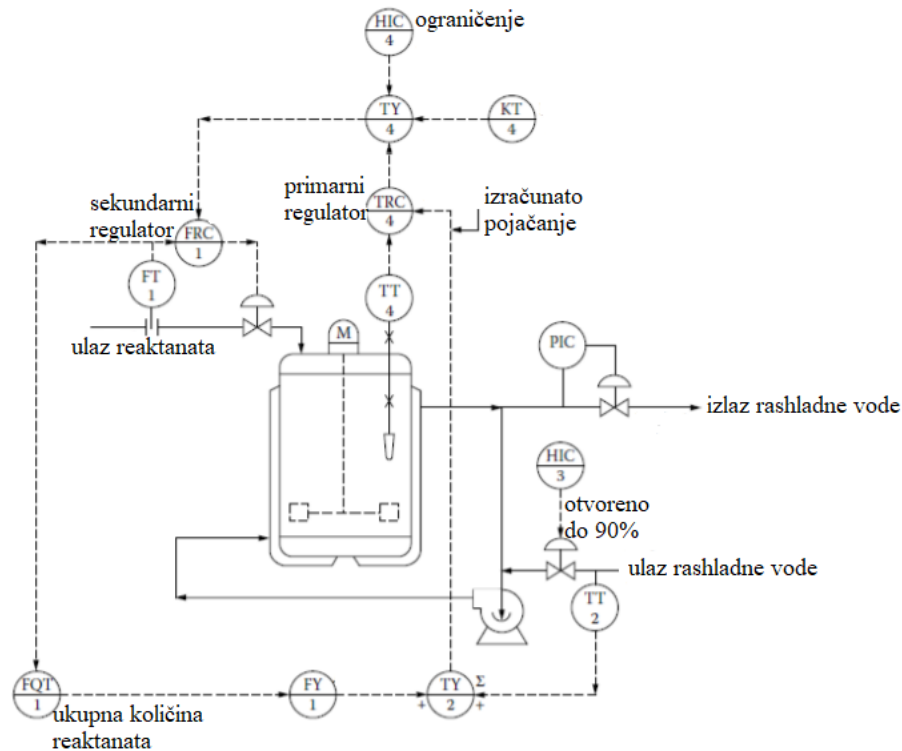 HIC
4
ograničenje
TY
4
KT
4
primarni
regulator
TRC
4
izračunato
pojačanje
sekundarni
regulator
FRC
1
FT
1
TT
4
ulaz reaktanata
M
PIC
izlaz rashladne vode
HIC
3
otvoreno
do 90%
ulaz rashladne vode
TT
2
FQT
1
ukupna količina
reaktanata
FY
1
+
TY
2
Σ
+